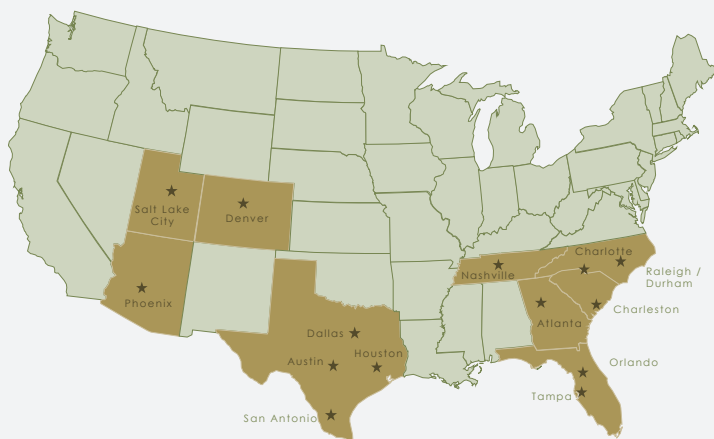 Salt Lake
City
Denver
Phoenix
Nashville
Charlotte
Raleigh /
Durham
Charleston
Atlanta
Dallas
Houston
Austin
San Antonio
Orlando
Tampa